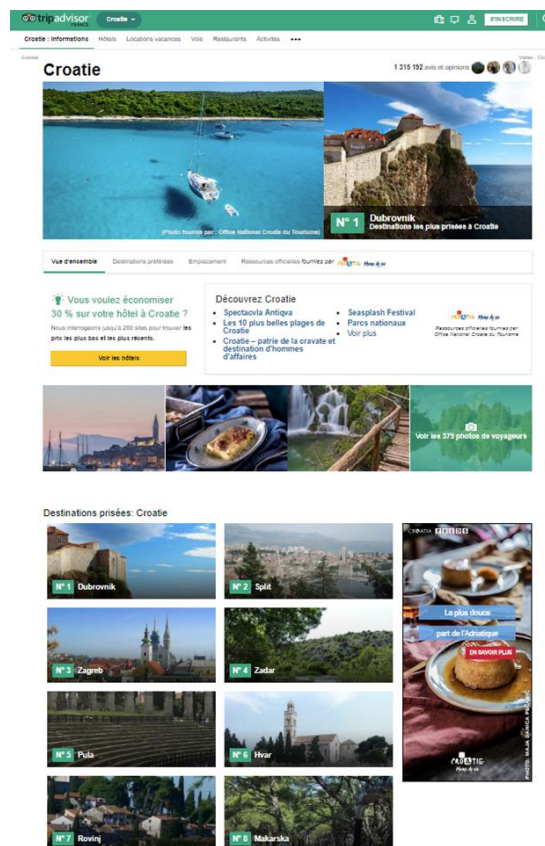 tripadvisor
FRANCE
Croatie
S'INSCRIRE
Croatie : Informations Hôtels Locations vacances Vols Restaurants Activités •••
Europe
Croatie
1 315 192 avis et opinions
(Photo fournie par : Office National Croate du Tourisme)
N° 1 Dubrovnik
Destinations les plus prisées à Croatie
Vue d'ensemble Destinations préférées Emplacement Ressources officielles fournies par
Vous voulez économiser
30 % sur votre hôtel à Croatie ?
Nous interrogeons jusqu'à 200 sites pour trouver les
prix les plus bas et les plus récents.
Voir les hôtels
Découvrez Croatie
• Spectacvla Antiqva
• Les 10 plus belles plages de
Croatie
• Croatie – patrie de la cravate et
destination d'hommes
d'affaires
• Seasplash Festival
• Parcs nationaux
• Voir plus
Ressources officielles fournies par
Office National Croate du Tourisme
Voir les 373 photos de voyageurs
Destinations prisées: Croatie
N° 1 Dubrovnik
N° 2 Split
N° 3 Zagreb
N° 4 Zadar
N° 5 Pula
N° 6 Hvar
N° 7 Rovinj
N° 8 Makarska
CROATIA FEEDS
La plus douce
part de l'Adriatique
EN SAVOIR PLUS
CROATIE